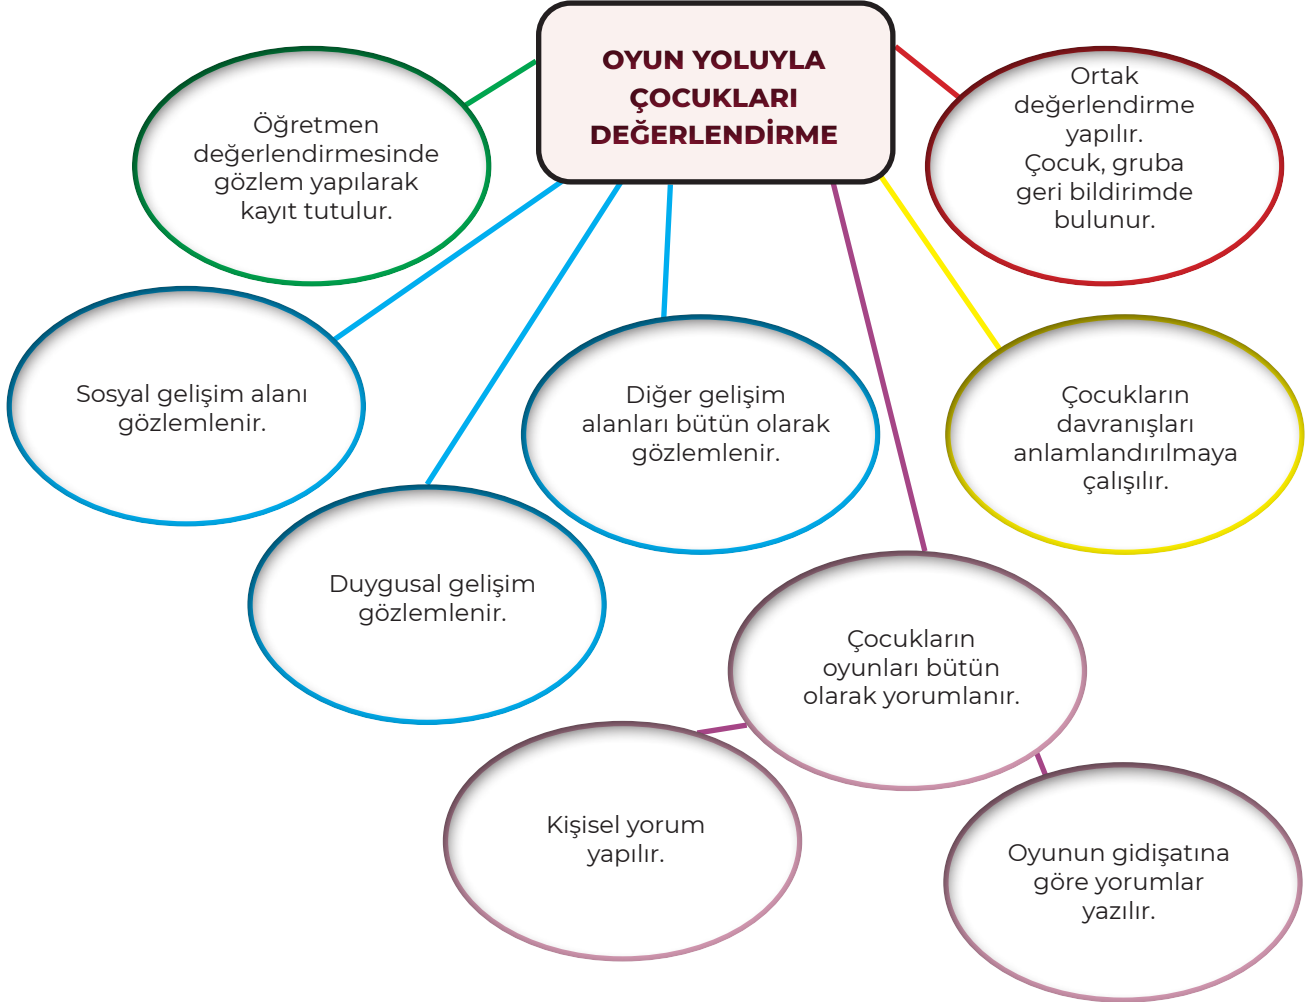 OYUN YOLUYLA
ÇOCUKLARI
DEĞERLENDİRME
Öğretmen
değerlendirmesinde
gözlem yapılarak
kayıt tutulur.
Ortak
değerlendirme
yapılır.
Çocuk, gruba
geri bildirimde
bulunur.
Sosyal gelişim alanı
gözlemlenir.
Diğer gelişim
alanları bütün olarak
gözlemlenir.
Çocukların
davranışları
anlamlandırılmaya
çalışılır.
Duygusal gelişim
gözlemlenir.
Çocukların
oyunları bütün
olarak yorumlanır.
Kişisel yorum
yapılır.
Oyunun gidişatına
göre yorumlar
yazılır.